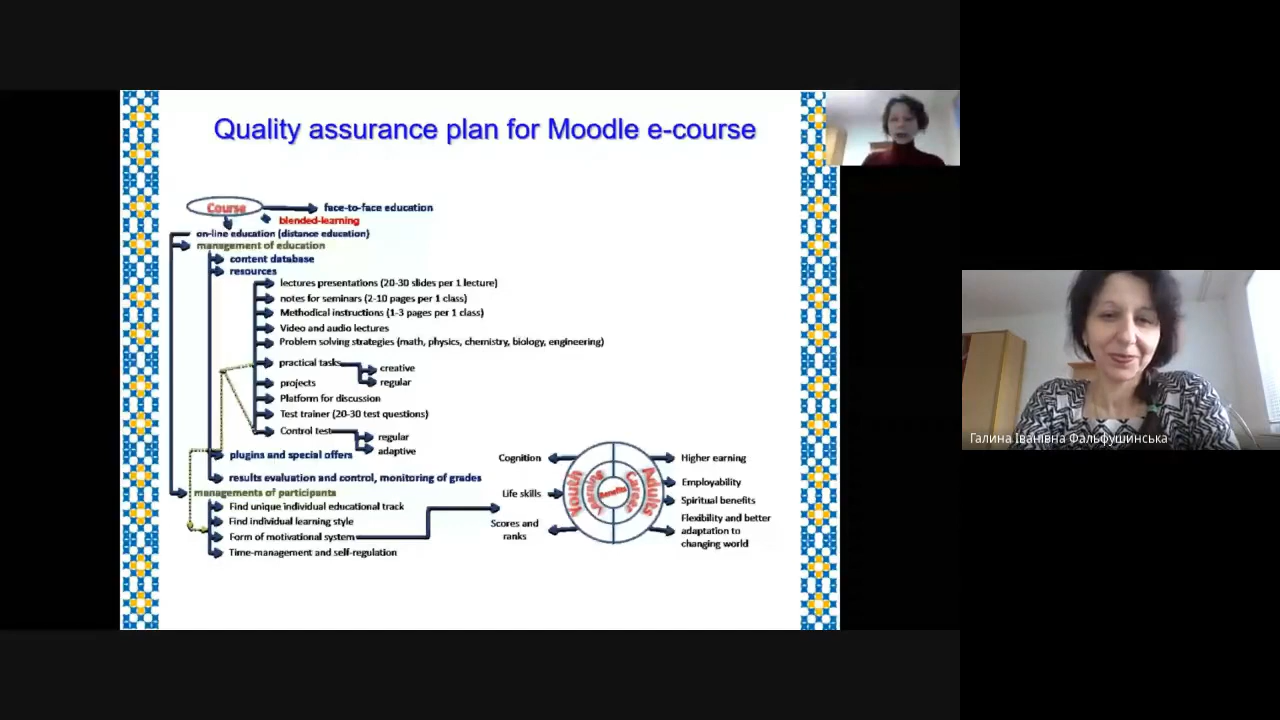 Quality assurance plan for Moodle e-course
Course
face-to-face education
blended-learning
on-line education (distance education)
management of education
content database
resources
lectures presentations (20-30 slides per 1 lecture)
notes for seminars (2-10 pages per 1 class)
Methodical instructions (1-3 pages per 1 class)
Video and audio lectures
Problem solving strategies (math, physics, chemistry, biology, engineering)
practical tasks
creative
regular
projects
Platform for discussion
Test trainer (20-30 test questions)
Control test
regular
adaptive
plugins and special offers
results evaluation and control, monitoring of grades
managements of participants
Find unique individual educational track
Find individual learning style
Form of motivational system
Time-management and self-regulation
Cognition
Life skills
Scores and
ranks
Youth
Learning
Benefits
Career
Adults
Higher earning
Employability
Spiritual benefits
Flexibility and better
adaptation to
changing world
Галина Іванівна Фальфушинська